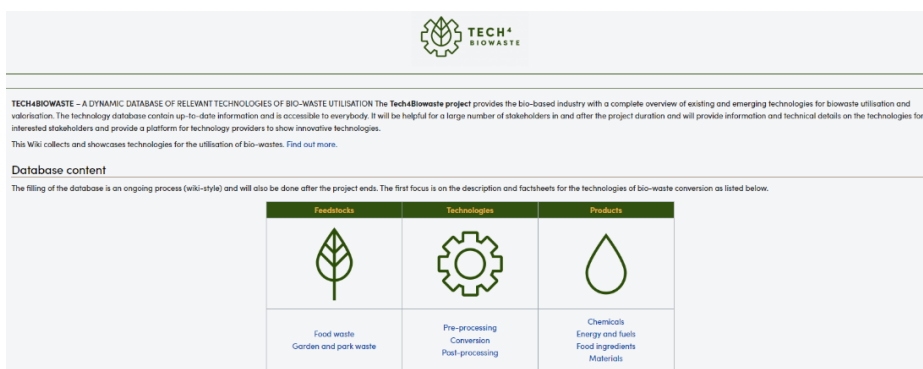 TECH⁴
BIOWASTE
TECH4BIOWASTE – A DYNAMIC DATABASE OF RELEVANT TECHNOLOGIES OF BIO-WASTE UTILISATION The Tech4Biowaste project provides the bio-based industry with a complete overview of existing and emerging technologies for biowaste utilisation and
valorisation. The technology database contain up-to-date information and is accessible to everybody. It will be helpful for a large number of stakeholders in and after the project duration and will provide information and technical details on the technologies for
interested stakeholders and provide a platform for technology providers to show innovative technologies.
This Wiki collects and showcases technologies for the utilisation of bio-wastes. Find out more.
Database content
The filling of the database is an ongoing process (wiki-style) and will also be done after the project ends. The first focus is on the description and factsheets for the technologies of bio-waste conversion as listed below.
Feedstocks Technologies Products
Food waste
Garden and park waste
Pre-processing
Conversion
Post-processing
Chemicals
Energy and fuels
Food ingredients
Materials